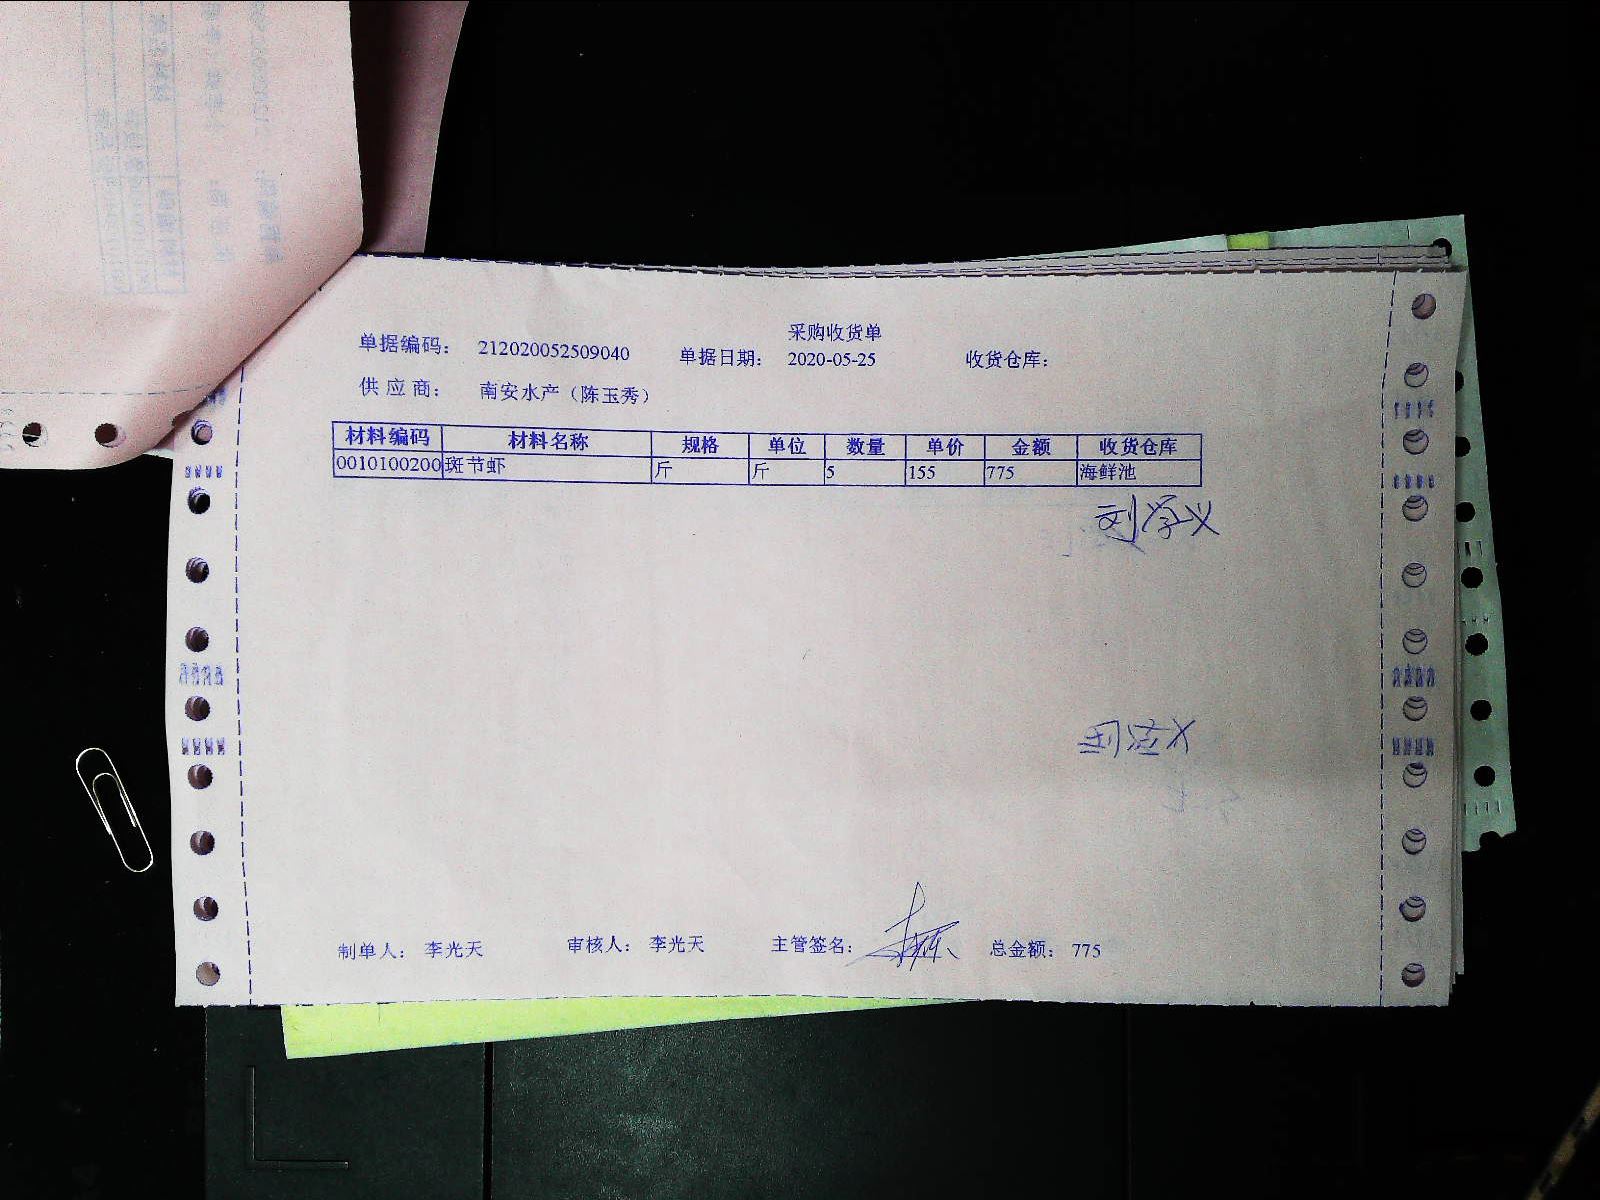 采购收货单
单据编码： 212020052509040 单据日期： 2020-05-25 收货仓库：
供 应 商： 南安水产（陈玉秀）
材料编码 材料名称 规格 单位 数量 单价 金额 收货仓库
0010100200 斑节虾 斤 斤 5 155 775 海鲜池
制单人： 李光天 审核人： 李光天 主管签名： 总金额： 775